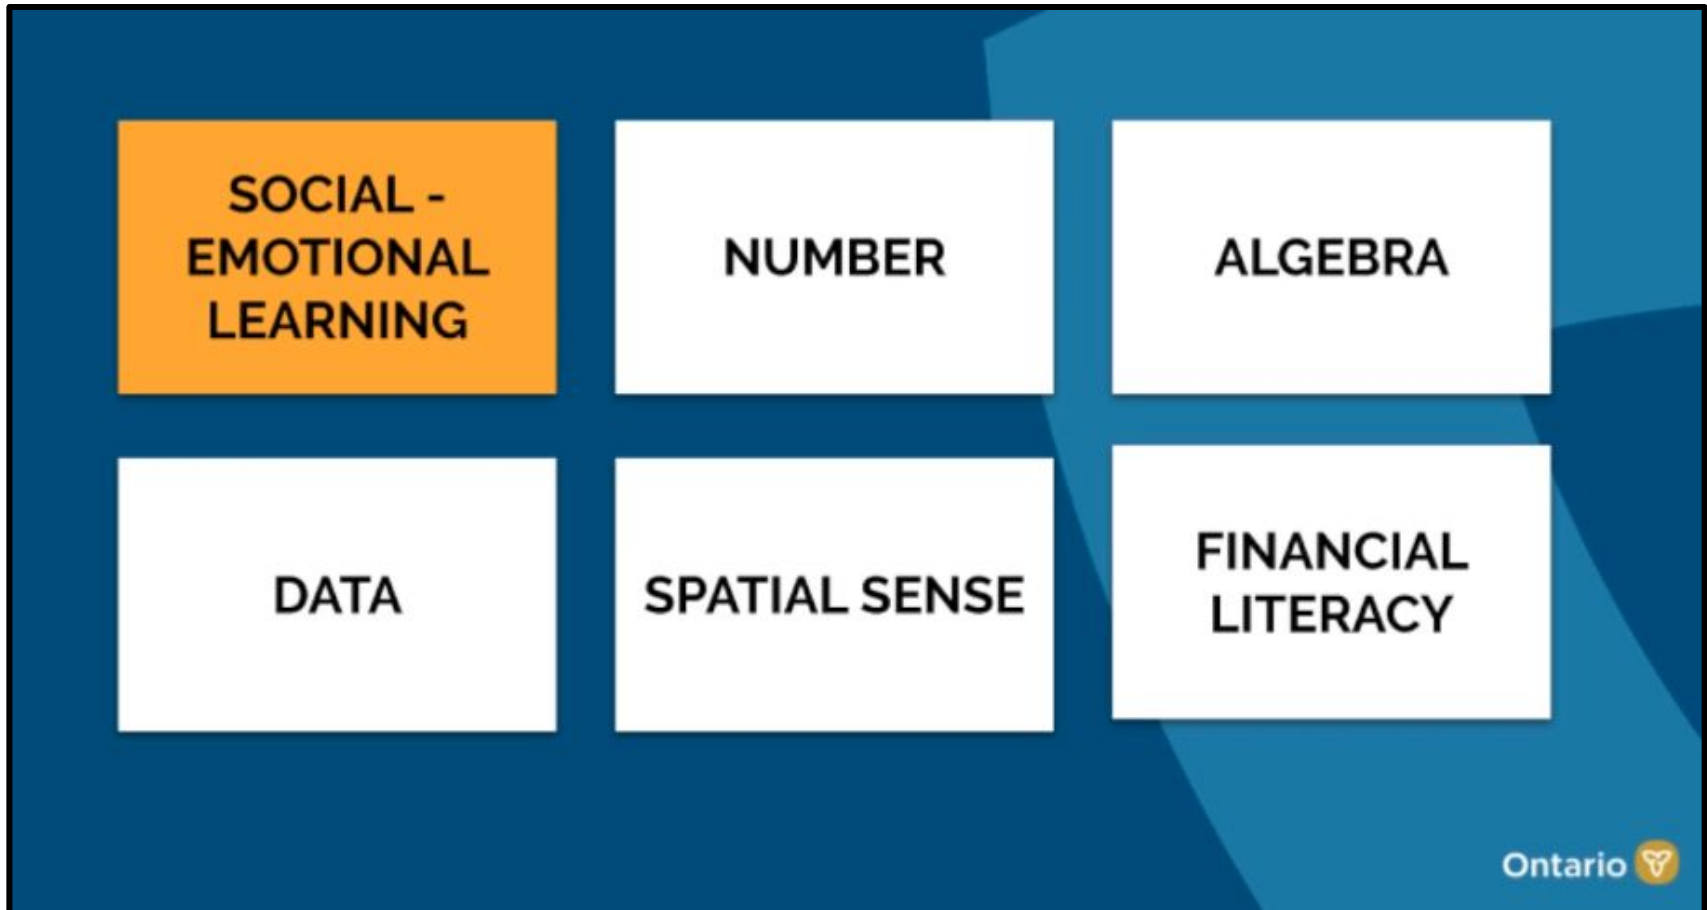 SOCIAL -
EMOTIONAL
LEARNING
NUMBER
ALGEBRA
DATA
SPATIAL SENSE
FINANCIAL
LITERACY
Ontario